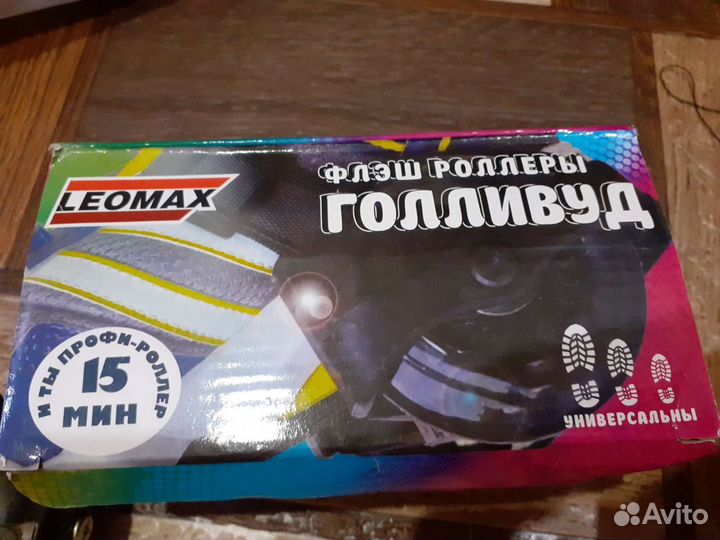 LEOMAX
ФЛЭШ РОЛЛЕРЫ
ГОЛЛИВУД
И ТЫ ПРОФИ-РОЛЛЕР
15
МИН
УНИВЕРСАЛЬНЫ
Avito